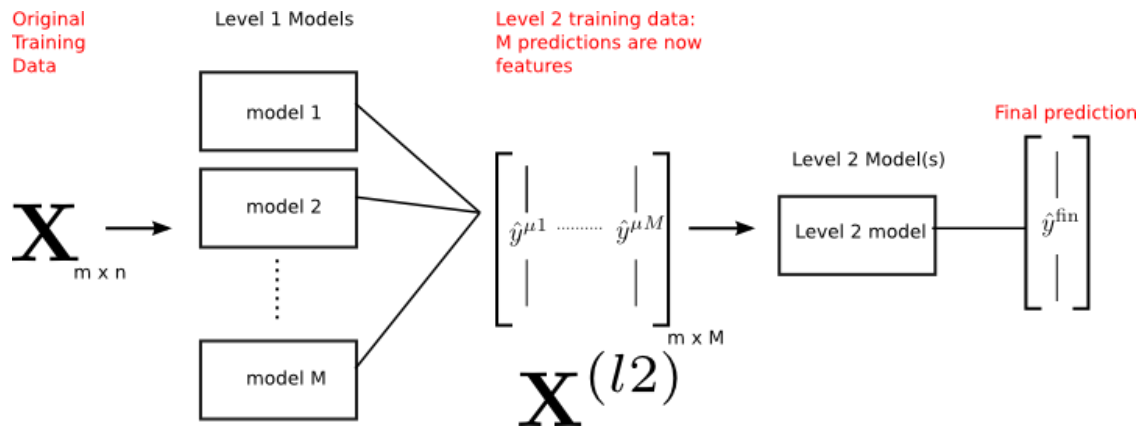 Original
Training
Data
Level 1 Models
model 1
model 2
model M
X
m x n
Level 2 training data:
M predictions are now
features
ŷ^{μ1} ......... ŷ^{μM}
m x M
X^{(l2)}
Level 2 Model(s)
Level 2 model
Final prediction
ŷ^{fin}